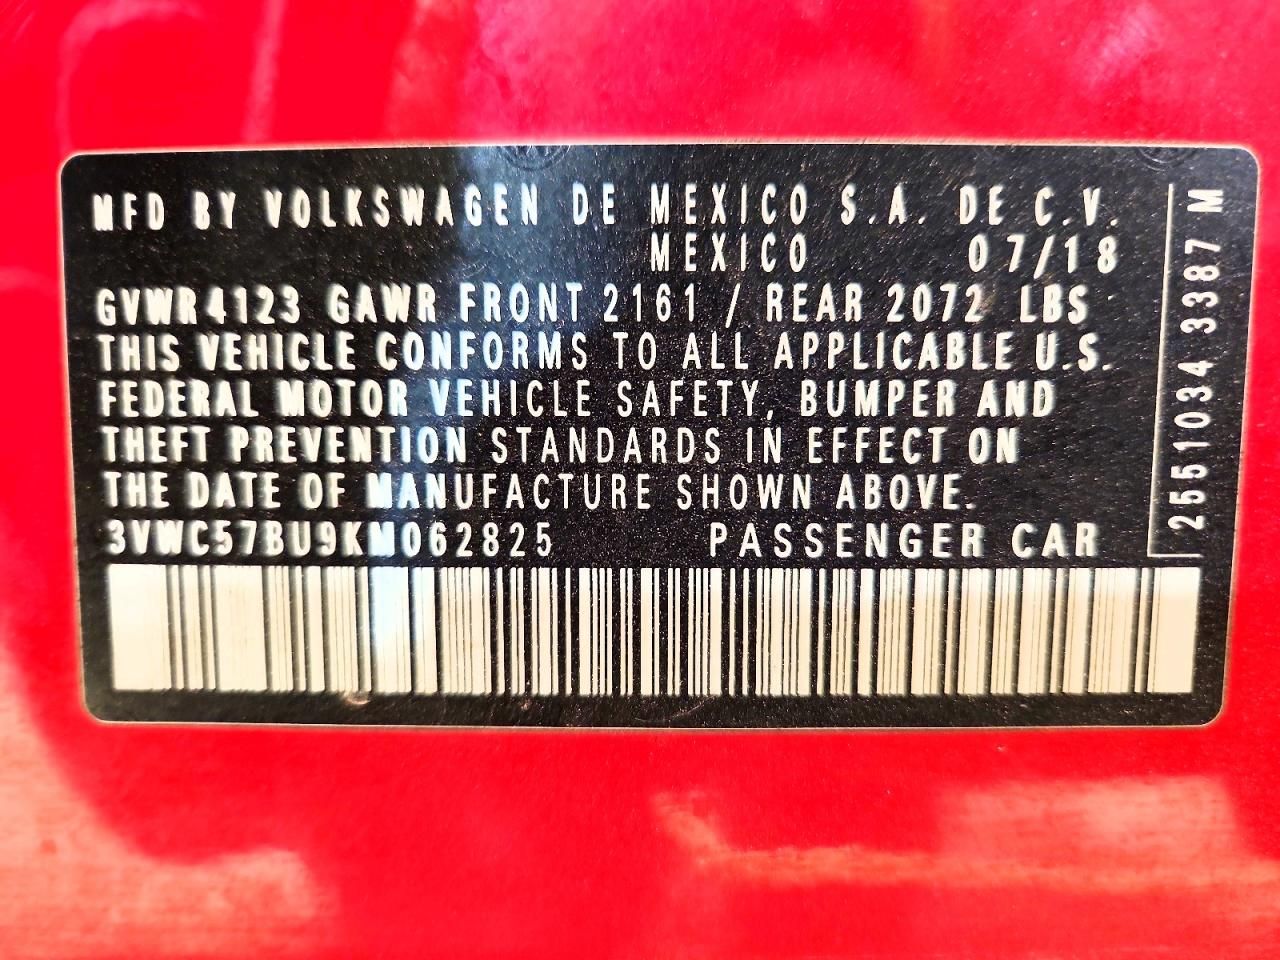 MFD BY VOLKSWAGEN DE MEXICO S.A. DE C.V.
MEXICO 07/18
GVWR 4123 GAWR FRONT 2161 / REAR 2072 LBS
THIS VEHICLE CONFORMS TO ALL APPLICABLE U.S.
FEDERAL MOTOR VEHICLE SAFETY, BUMPER AND
THEFT PREVENTION STANDARDS IN EFFECT ON
THE DATE OF MANUFACTURE SHOWN ABOVE.
3VWC57BU9KM062825 PASSENGER CAR
2551034 3387 M